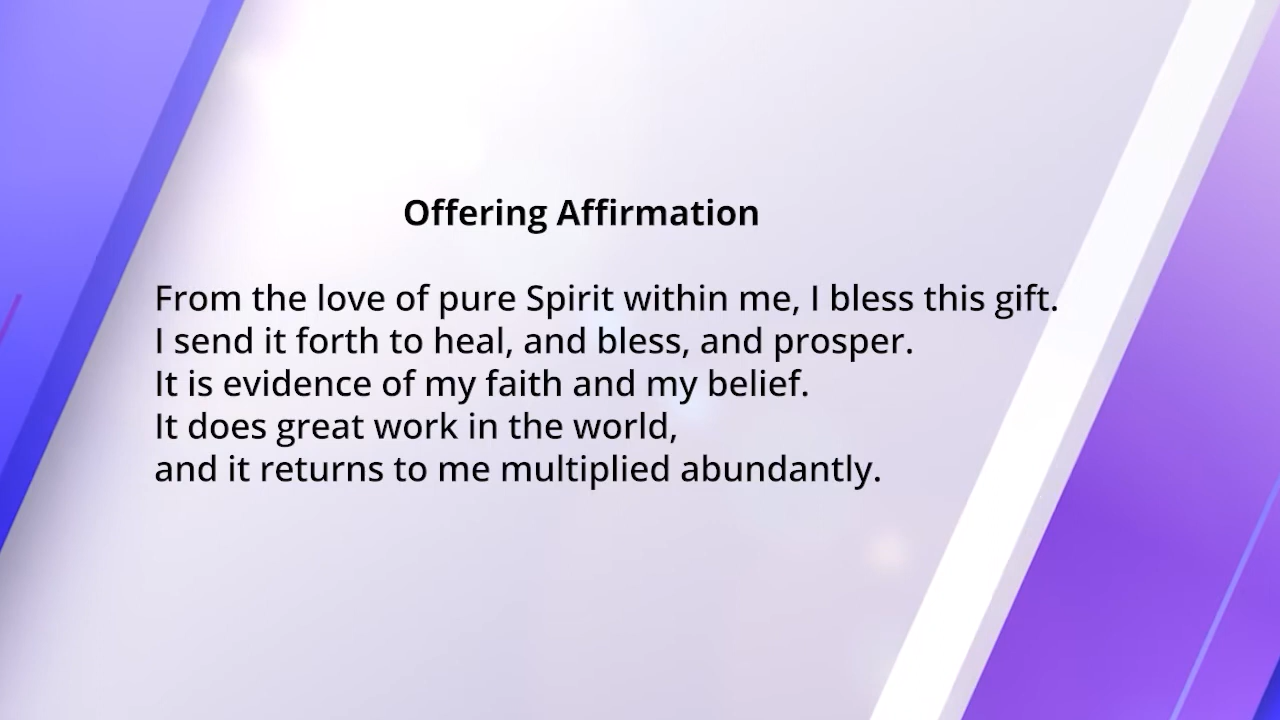 Offering Affirmation
From the love of pure Spirit within me, I bless this gift.
I send it forth to heal, and bless, and prosper.
It is evidence of my faith and my belief.
It does great work in the world,
and it returns to me multiplied abundantly.